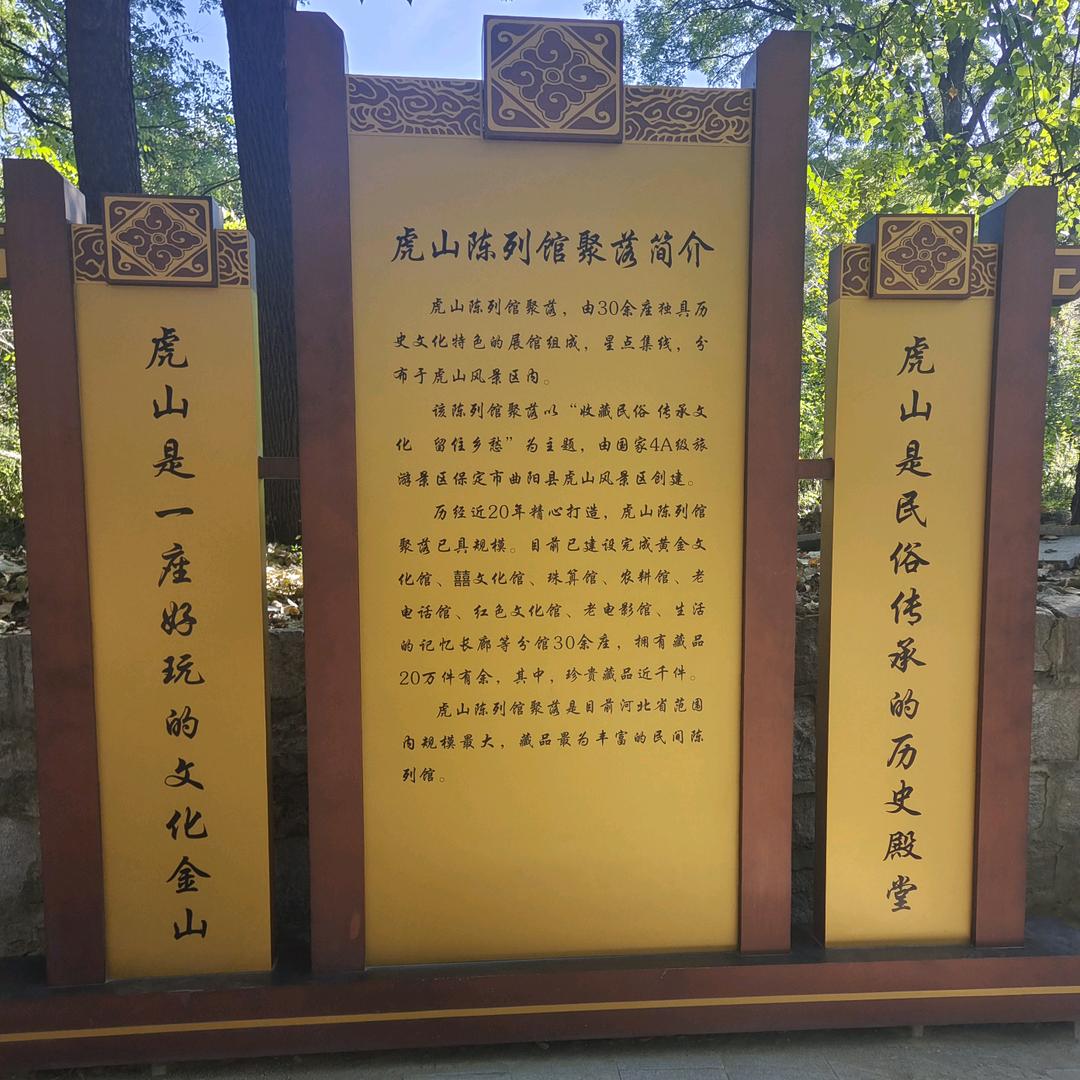 虎山陈列馆聚落简介
虎山陈列馆聚落，由30余座独具历
史文化特色的展馆组成，星点集线，分
布于虎山风景区内。
该陈列馆聚落以“收藏民俗 传承文
化 留住乡愁”为主题，由国家4A级旅
游景区保定市曲阳县虎山风景区创建。
历经近20年精心打造，虎山陈列馆
聚落已具规模。目前已建设完成黄金文
化馆、囍文化馆、珠算馆、农耕馆、老
电话馆、红色文化馆、老电影馆、生活
的记忆长廊等分馆30余座，拥有藏品
20万件有余，其中，珍贵藏品近千件。
虎山陈列馆聚落是目前河北省范围
内规模最大，藏品最为丰富的民间陈
列馆。
虎山是一座好玩的文化金山
虎山是民俗传承的历史殿堂